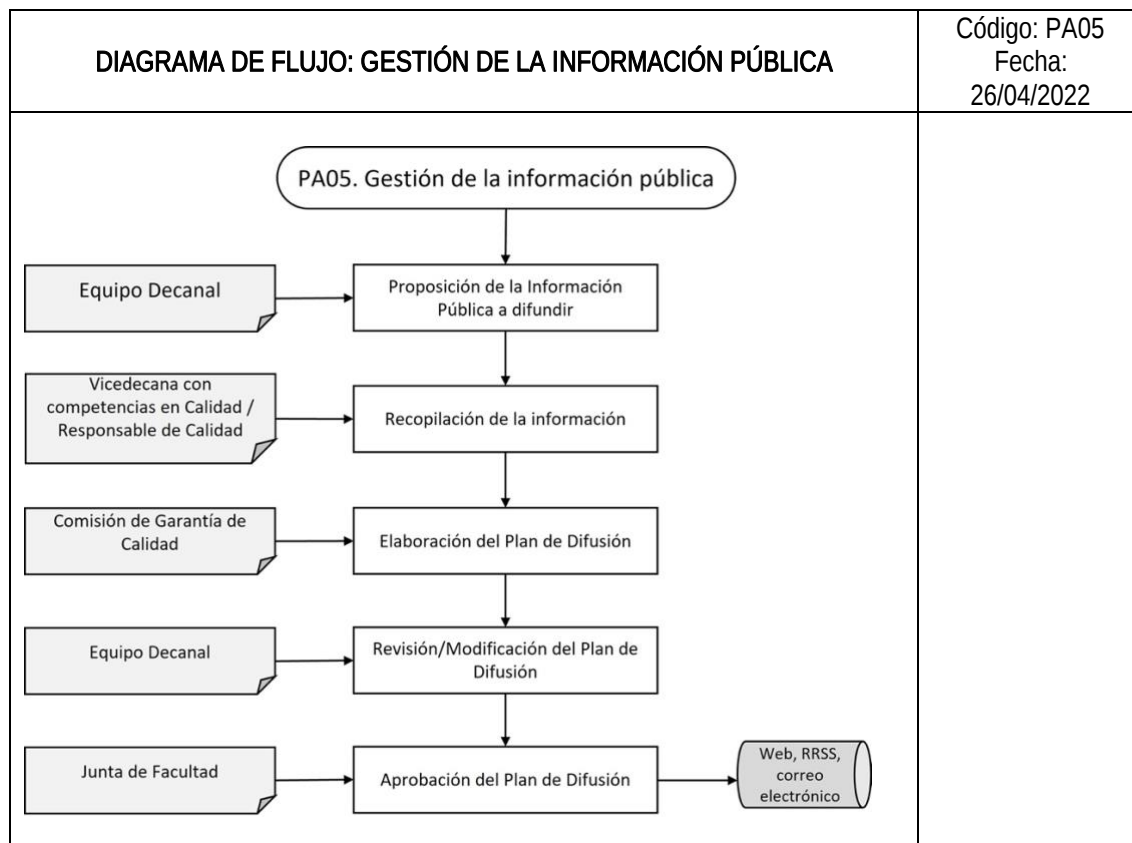 DIAGRAMA DE FLUJO: GESTIÓN DE LA INFORMACIÓN PÚBLICA
Código: PA05
Fecha:
26/04/2022
PA05. Gestión de la información pública
Equipo Decanal
Proposición de la Información
Pública a difundir
Vicedecana con
competencias en Calidad /
Responsable de Calidad
Recopilación de la información
Comisión de Garantía de
Calidad
Elaboración del Plan de Difusión
Equipo Decanal
Revisión/Modificación del Plan de
Difusión
Junta de Facultad
Aprobación del Plan de Difusión
Web, RRSS,
correo
electrónico